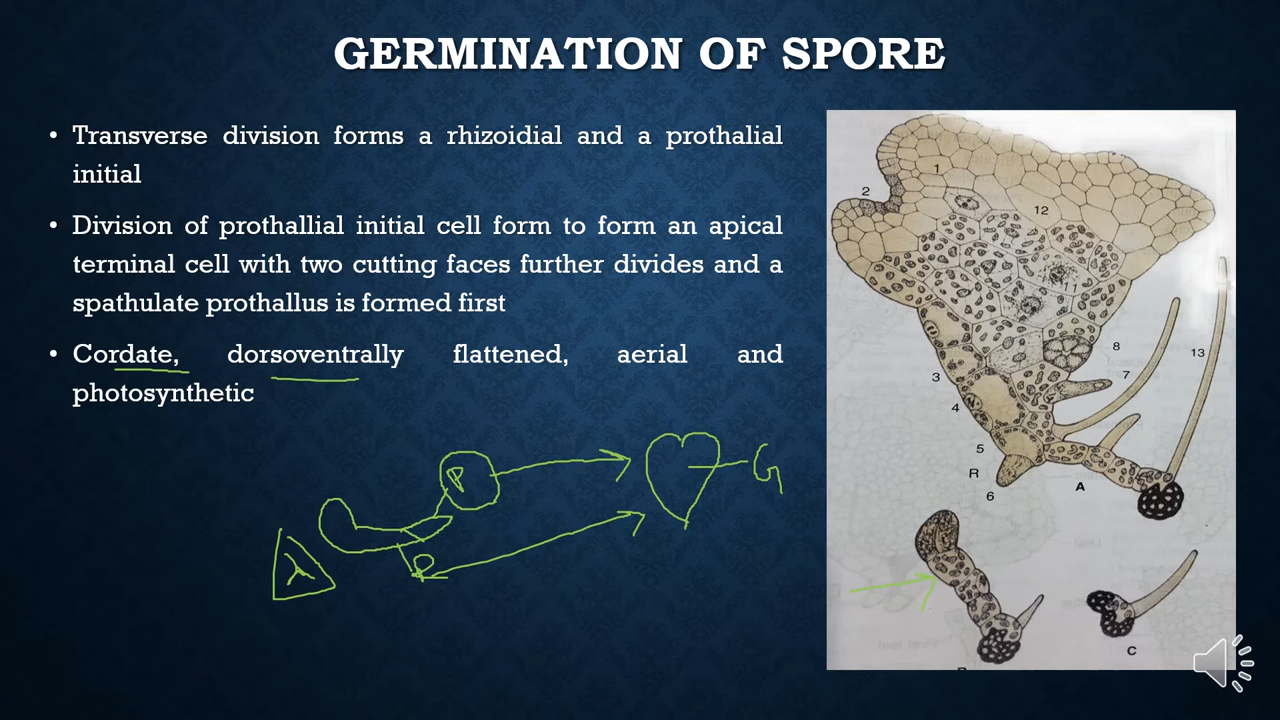 GERMINATION OF SPORE
• Transverse division forms a rhizoidial and a prothalial
initial
• Division of prothallial initial cell form to form an apical
terminal cell with two cutting faces further divides and a
spathulate prothallus is formed first
• Cordate, dorsoventrally flattened, aerial and
photosynthetic
P
G
R
1
2
12
11
8
7
13
3
4
5
R
6
A
C